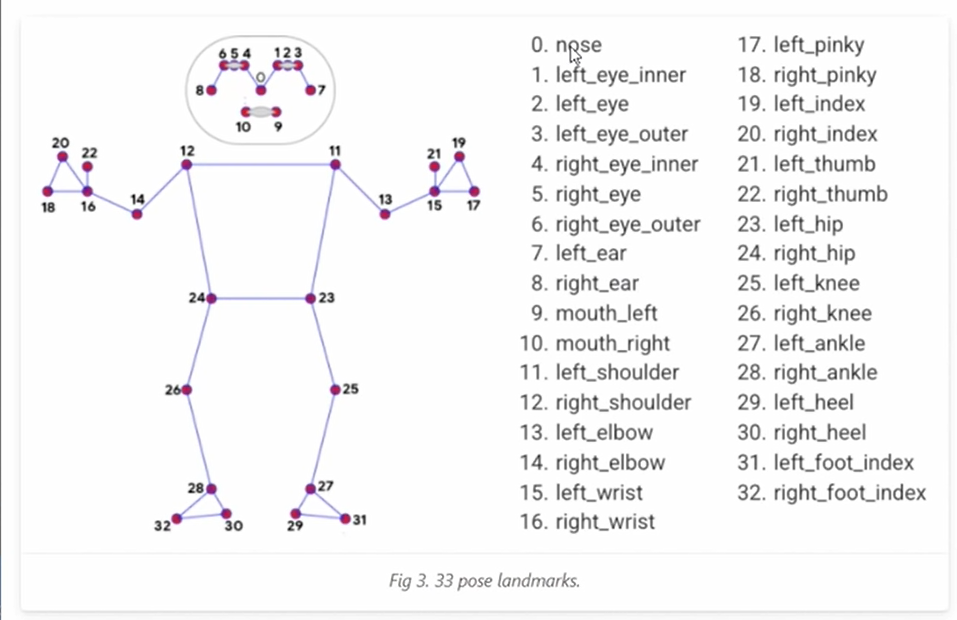 6 5 4 1 2 3
0
8 7
10 9
20 22 12 11 21 19
18 16 14 13 15 17
24 23
26 25
28 27
32 30 29 31
0. nose
1. left_eye_inner
2. left_eye
3. left_eye_outer
4. right_eye_inner
5. right_eye
6. right_eye_outer
7. left_ear
8. right_ear
9. mouth_left
10. mouth_right
11. left_shoulder
12. right_shoulder
13. left_elbow
14. right_elbow
15. left_wrist
16. right_wrist
17. left_pinky
18. right_pinky
19. left_index
20. right_index
21. left_thumb
22. right_thumb
23. left_hip
24. right_hip
25. left_knee
26. right_knee
27. left_ankle
28. right_ankle
29. left_heel
30. right_heel
31. left_foot_index
32. right_foot_index
Fig 3. 33 pose landmarks.